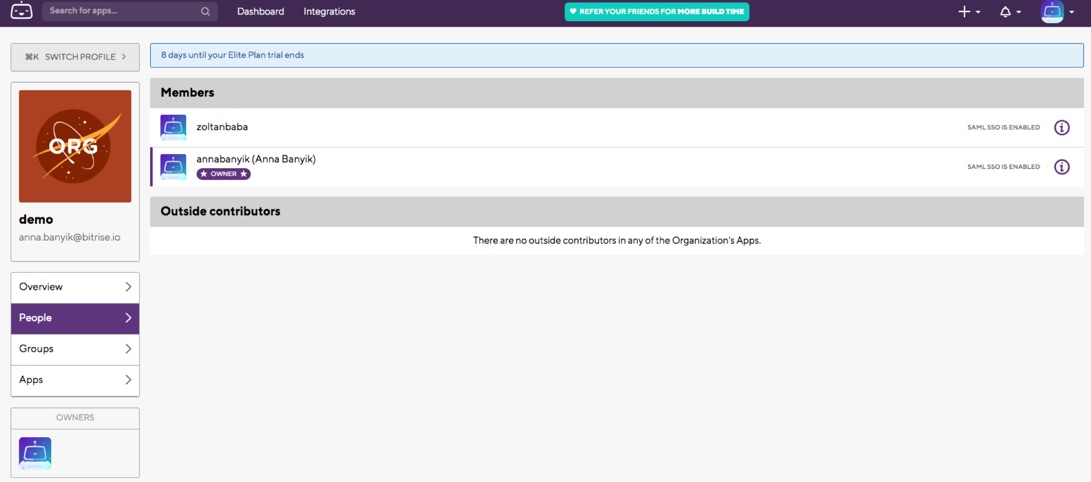 Search for apps...
Dashboard
Integrations
REFER YOUR FRIENDS FOR MORE BUILD TIME
⌘K SWITCH PROFILE
8 days until your Elite Plan trial ends
ORG
demo
anna.banyik@bitrise.io
Members
zoltanbaba
SAML SSO IS ENABLED
annabanyik (Anna Banyik)
★ OWNER ★
SAML SSO IS ENABLED
Outside contributors
There are no outside contributors in any of the Organization's Apps.
Overview
People
Groups
Apps
OWNERS